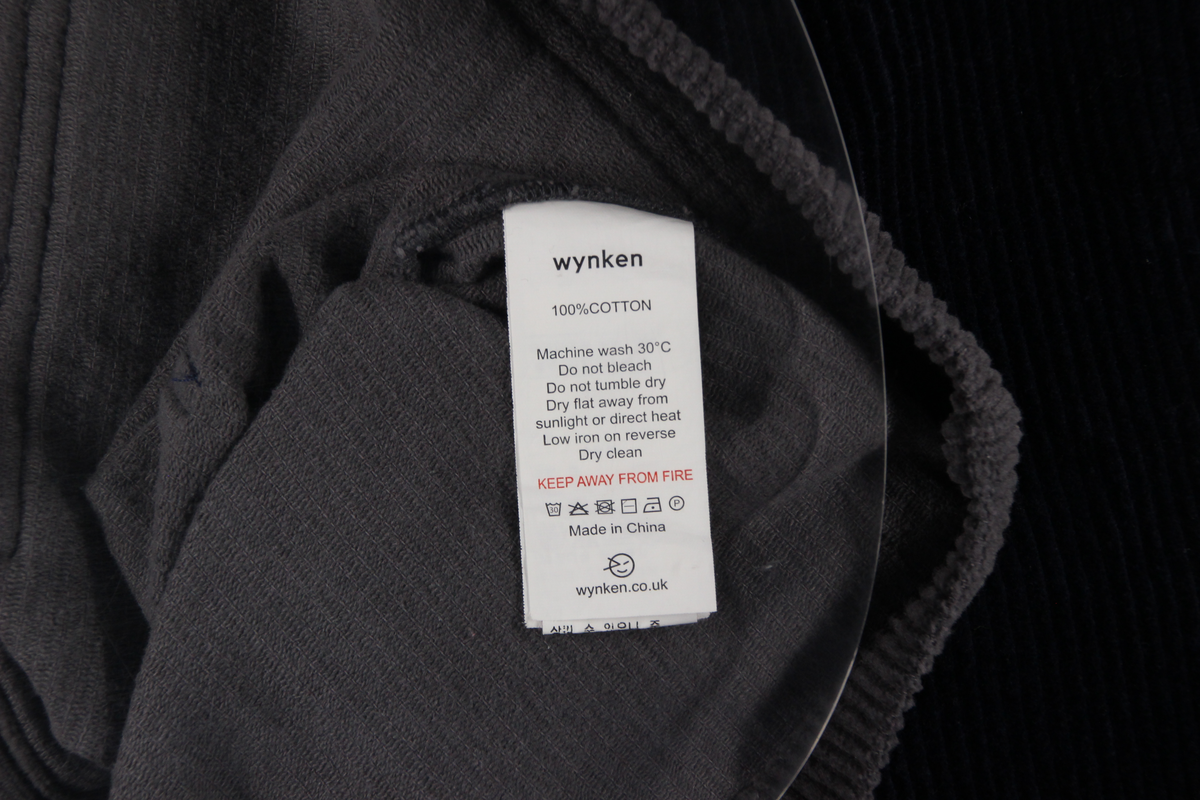 wynken
100%COTTON
Machine wash 30°C
Do not bleach
Do not tumble dry
Dry flat away from
sunlight or direct heat
Low iron on reverse
Dry clean
KEEP AWAY FROM FIRE
30 P
Made in China
wynken.co.uk